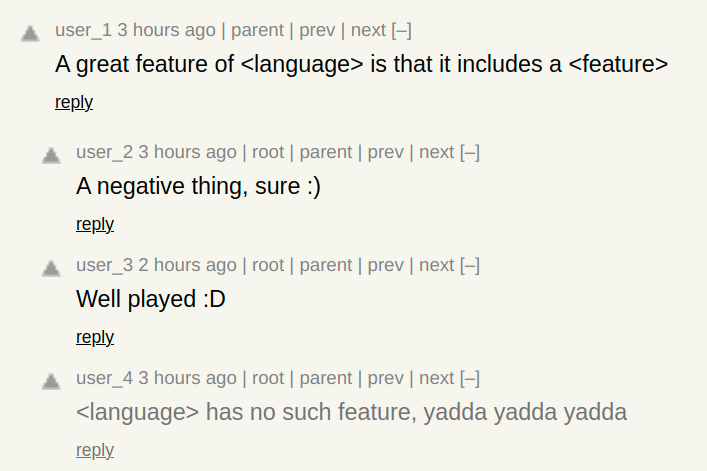 user_1 3 hours ago | parent | prev | next [–]
A great feature of <language> is that it includes a <feature>
reply
user_2 3 hours ago | root | parent | prev | next [–]
A negative thing, sure :)
reply
user_3 2 hours ago | root | parent | prev | next [–]
Well played :D
reply
user_4 3 hours ago | root | parent | prev | next [–]
<language> has no such feature, yadda yadda yadda
reply